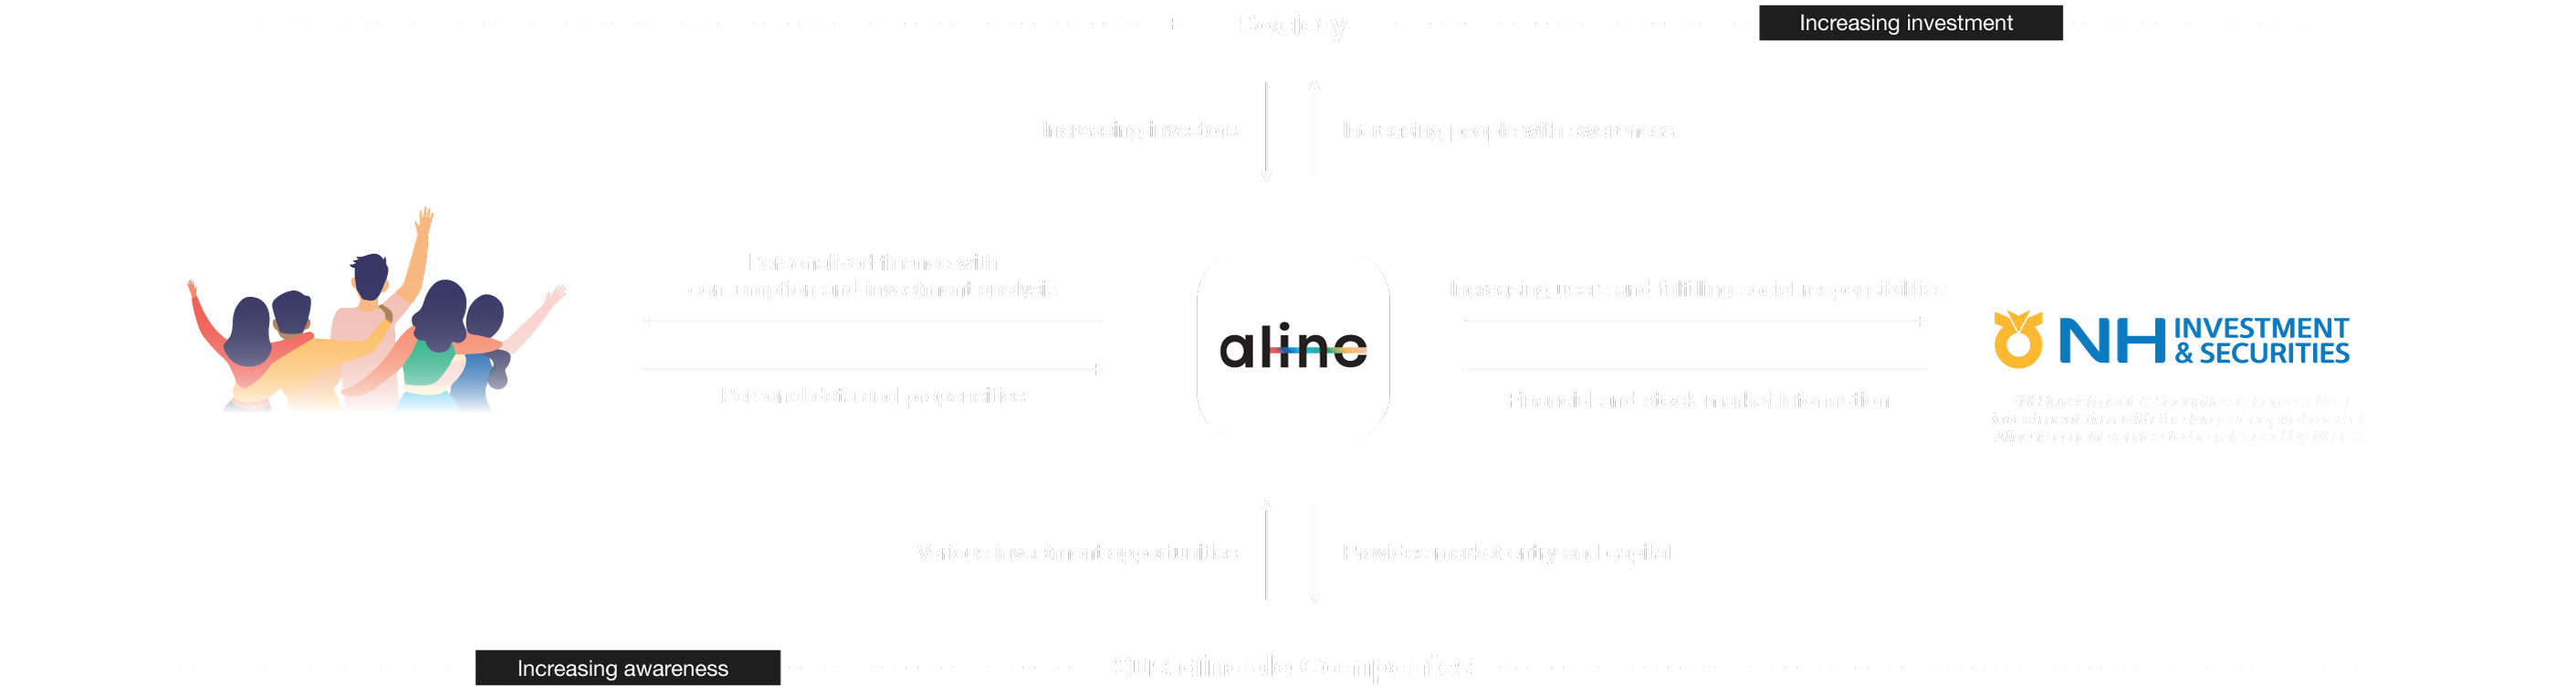 Society
Increasing investment
Increasing investors
Increasing people with awareness
Personalized finance with
consumption and investment analysis
Increasing users and fulfilling social responsibilities
aline
NH INVESTMENT
& SECURITIES
Personal data and propensities
Financial and stock market information
Various investment opportunities
Provides market entry and capital
Increasing awareness
Sustainable Companies